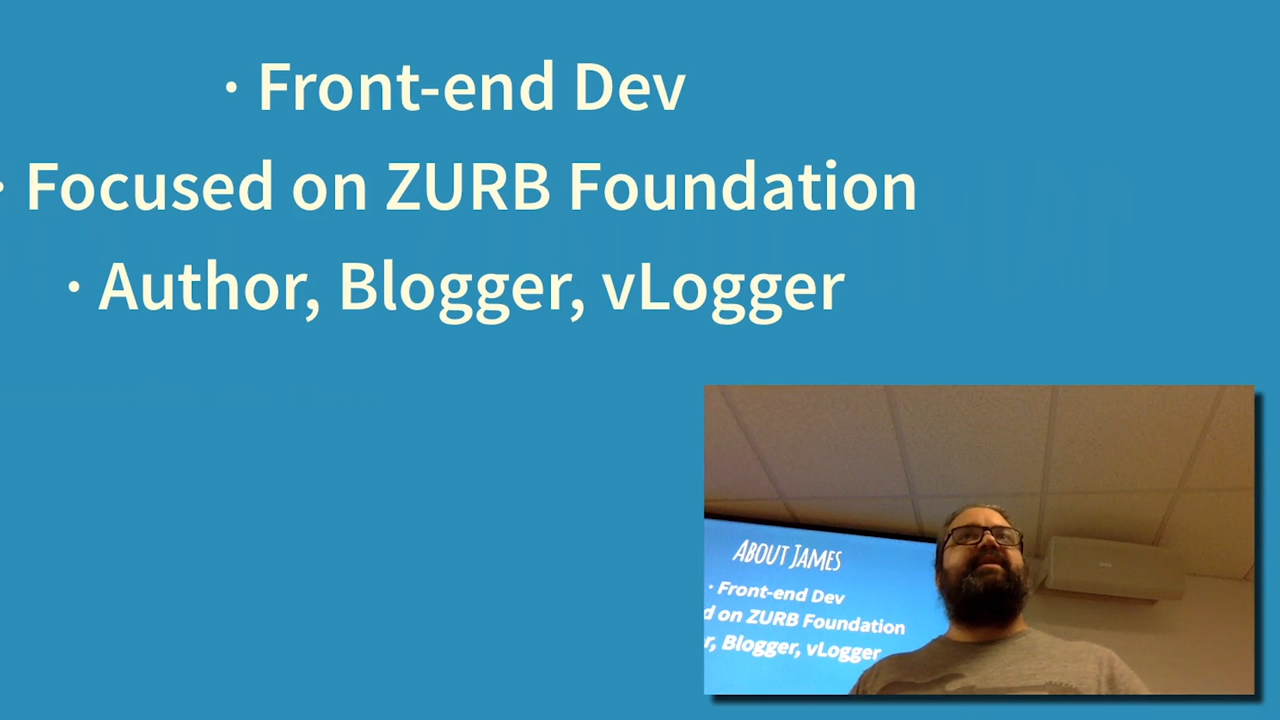 · Front-end Dev
· Focused on ZURB Foundation
· Author, Blogger, vLogger
ABOUT JAMES
· Front-end Dev
d on ZURB Foundation
r, Blogger, vLogger